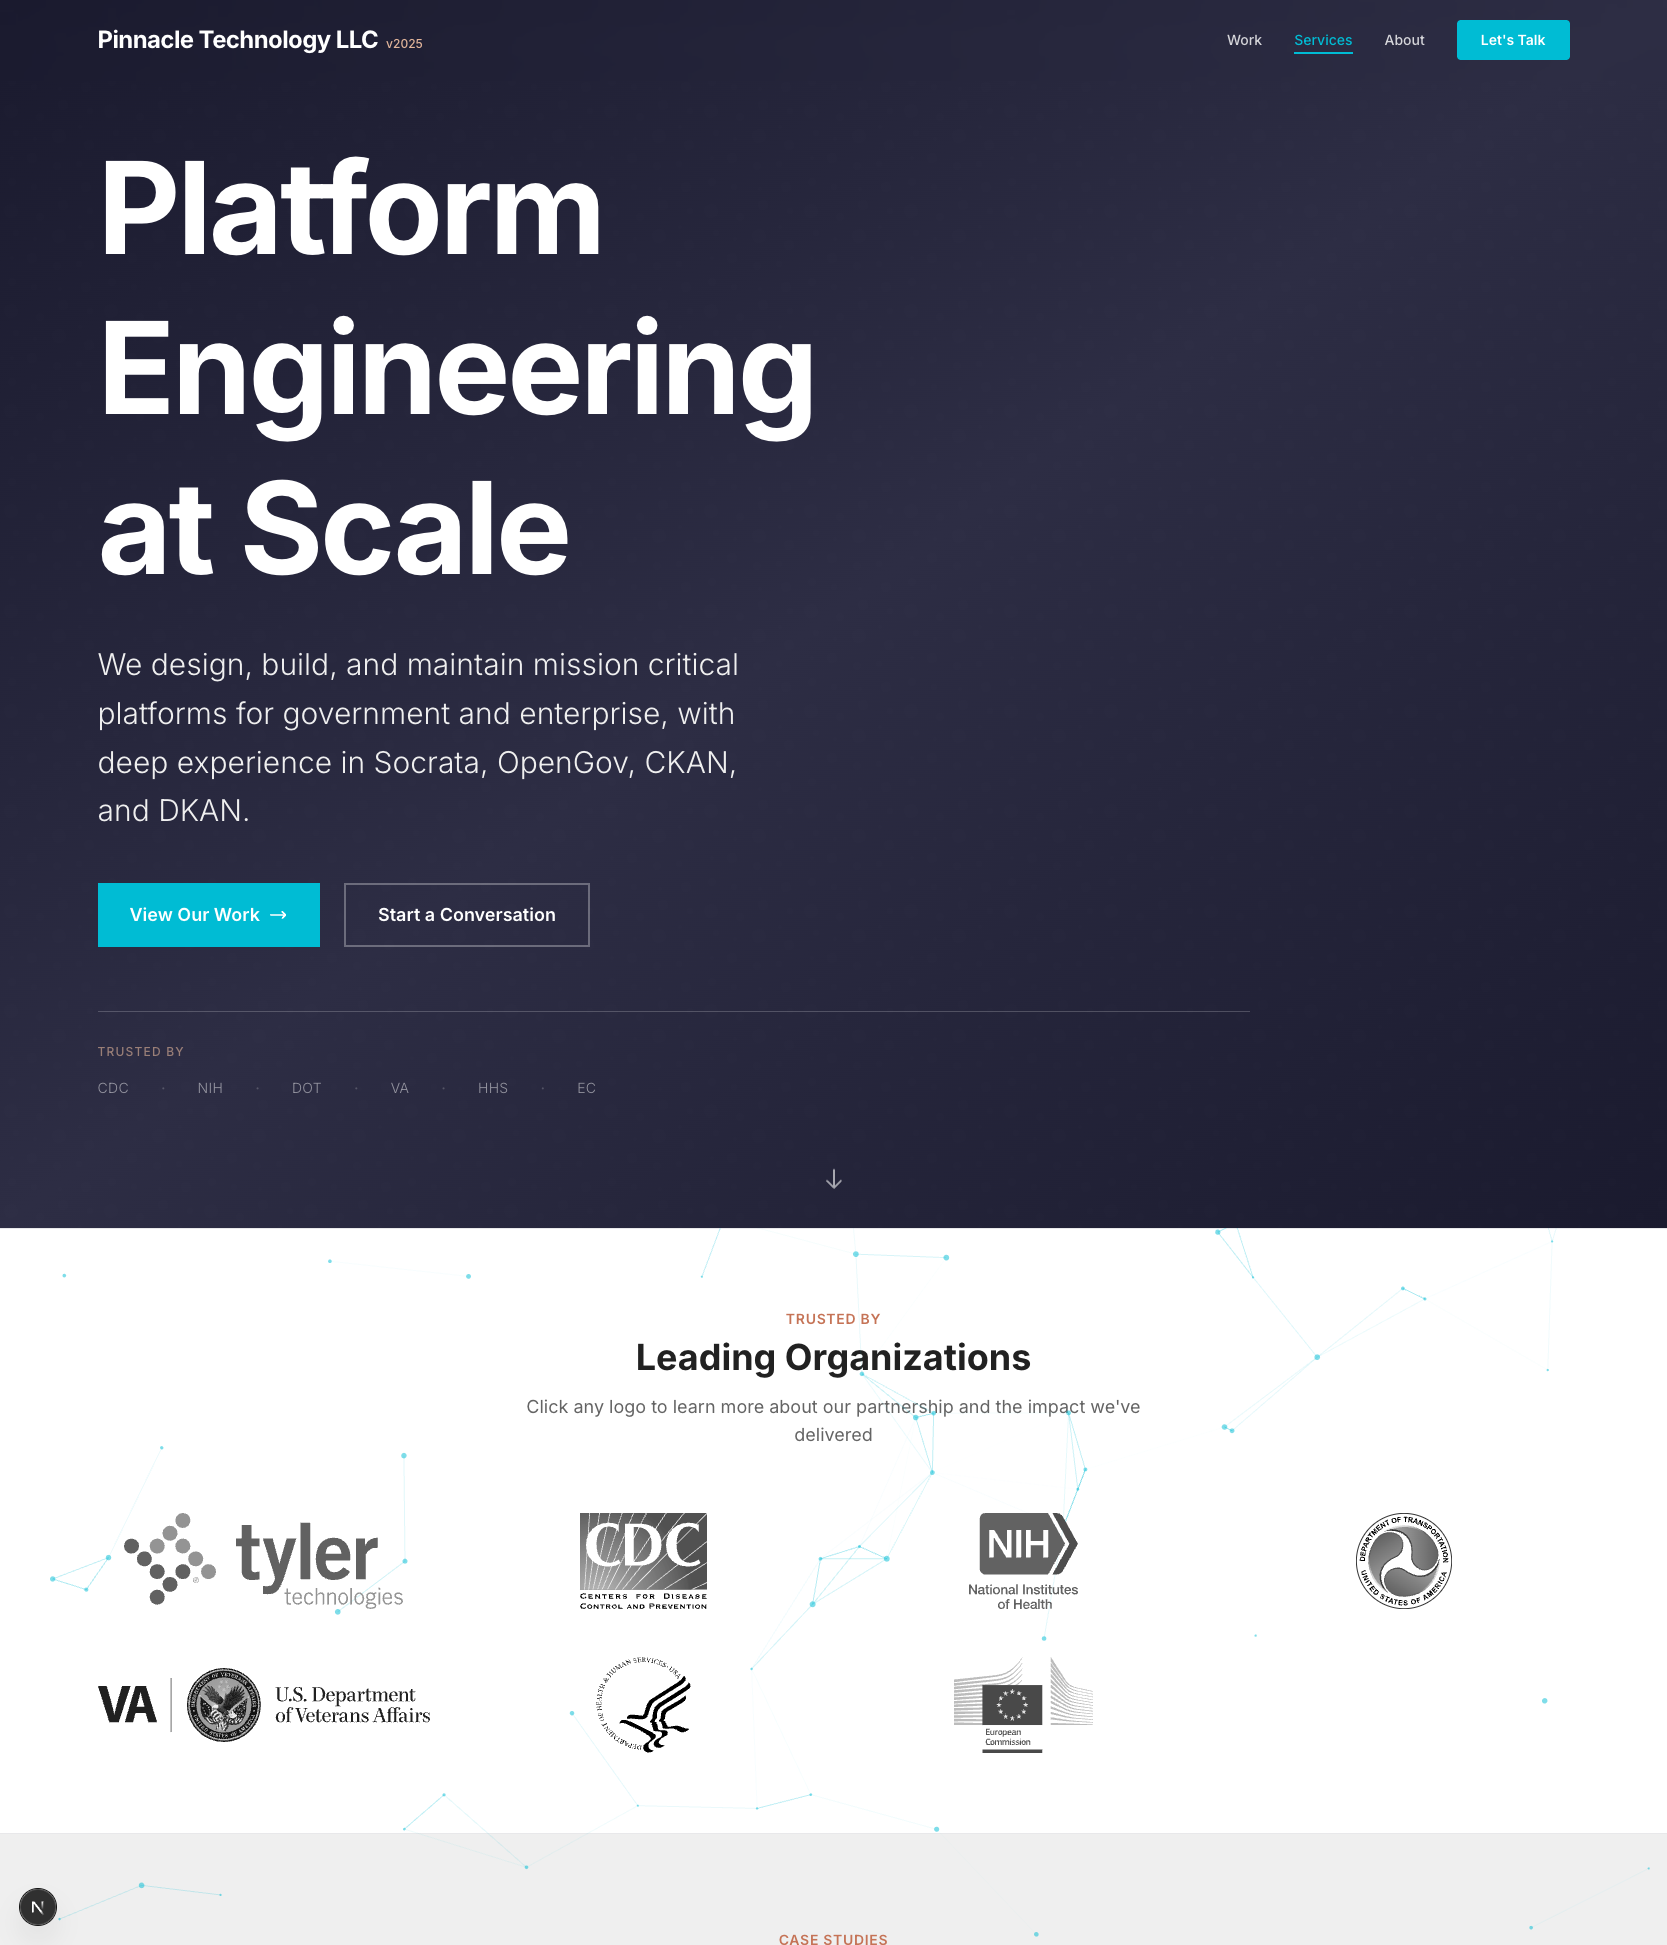 Pinnacle Technology LLC v2025
Work Services About Let's Talk
Platform
Engineering
at Scale
We design, build, and maintain mission critical
platforms for government and enterprise, with
deep experience in Socrata, OpenGov, CKAN,
and DKAN.
View Our Work →
Start a Conversation
TRUSTED BY
CDC · NIH · DOT · VA · HHS · EC
TRUSTED BY
Leading Organizations
Click any logo to learn more about our partnership and the impact we've
delivered
tyler
technologies
CDC
CENTERS FOR DISEASE
CONTROL AND PREVENTION
NIH
National Institutes
of Health
DEPARTMENT OF TRANSPORTATION
UNITED STATES OF AMERICA
VA
U.S. Department
of Veterans Affairs
DEPARTMENT OF HEALTH & HUMAN SERVICES · USA
European
Commission
N
CASE STUDIES